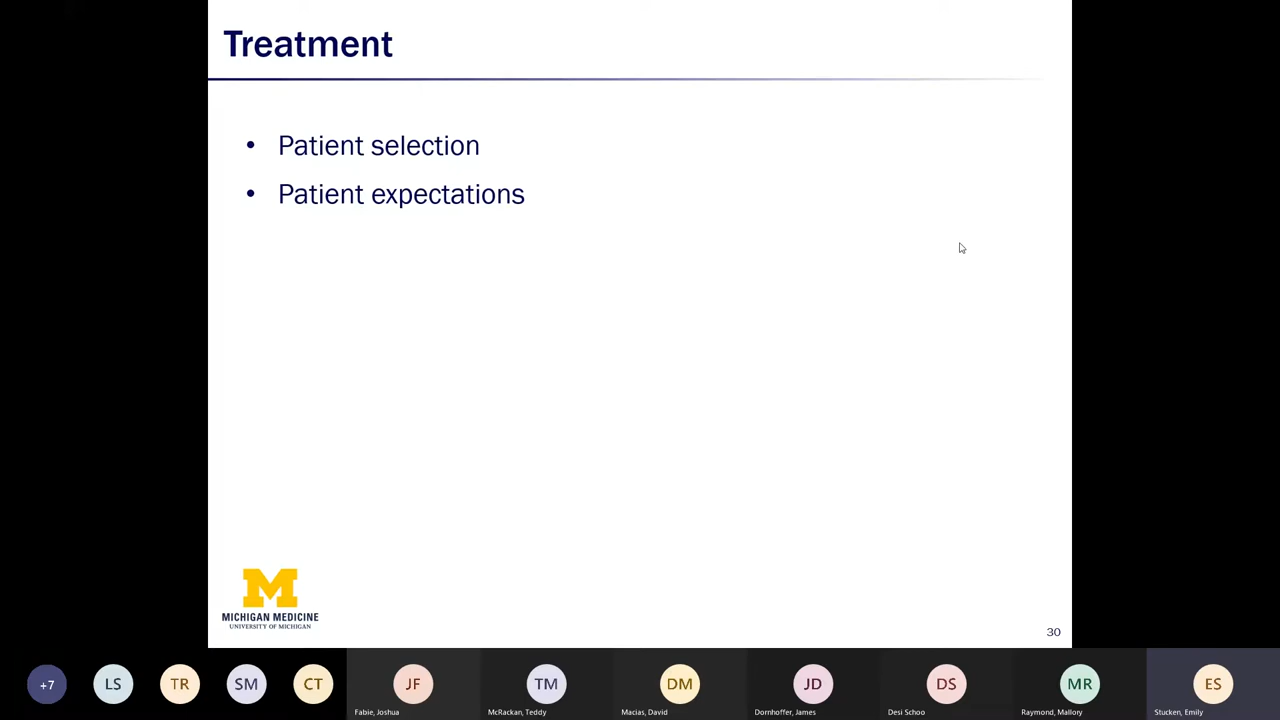 Treatment
• Patient selection
• Patient expectations
M
MICHIGAN MEDICINE
UNIVERSITY OF MICHIGAN
30
+7
LS
TR
SM
CT
JF
TM
DM
JD
DS
MR
ES
Fabie, Joshua
McRackan, Teddy
Macias, David
Dornhoffer, James
Desi Schoo
Raymond, Mallory
Stucken, Emily